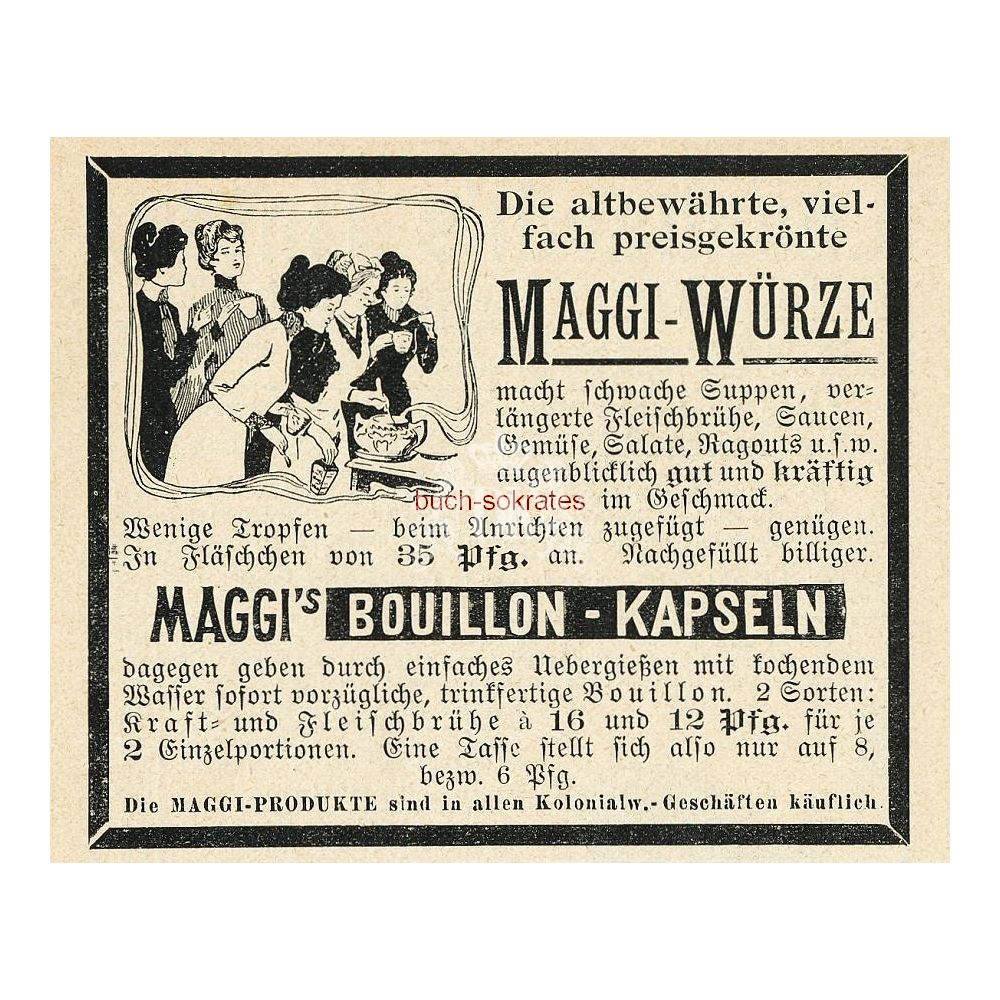 Die altbewährte, viel-
fach preisgekrönte
MAGGI-WÜRZE
macht schwache Suppen, ver-
längerte Fleischbrühe, Saucen,
Gemüse, Salate, Ragouts u.s.w.
augenblicklich gut und kräftig
im Geschmack.
buch-sokrates
Wenige Tropfen — beim Anrichten zugefügt — genügen.
In Fläschchen von 35 Pfg. an. Nachgefüllt billiger.
MAGGI's BOUILLON - KAPSELN
dagegen geben durch einfaches Uebergießen mit kochendem
Wasser sofort vorzügliche, trinkfertige Bouillon. 2 Sorten:
Kraft- und Fleischbrühe à 16 und 12 Pfg. für je
2 Einzelportionen. Eine Tasse stellt sich also nur auf 8,
bezw. 6 Pfg.
Die MAGGI-PRODUKTE sind in allen Kolonialw.-Geschäften käuflich.